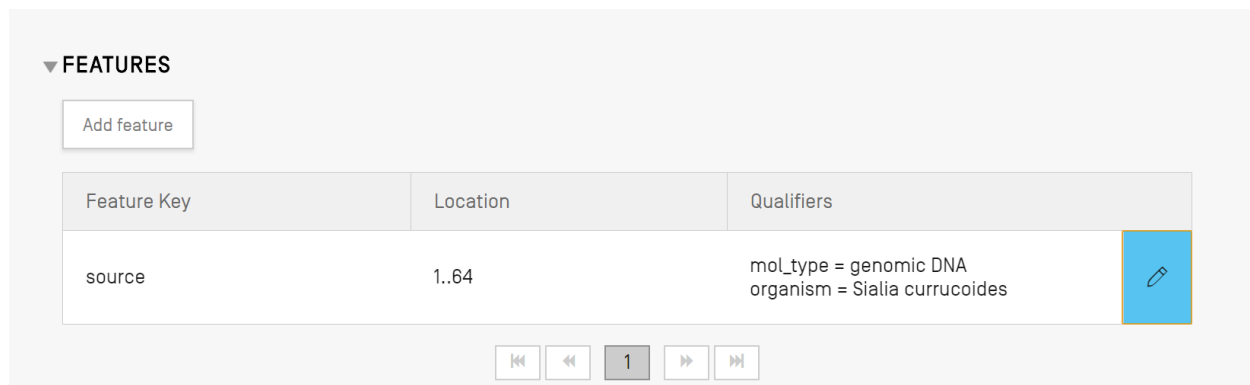 FEATURES
Add feature
Feature Key Location Qualifiers
source 1..64 mol_type = genomic DNA
organism = Sialia currucoides
1